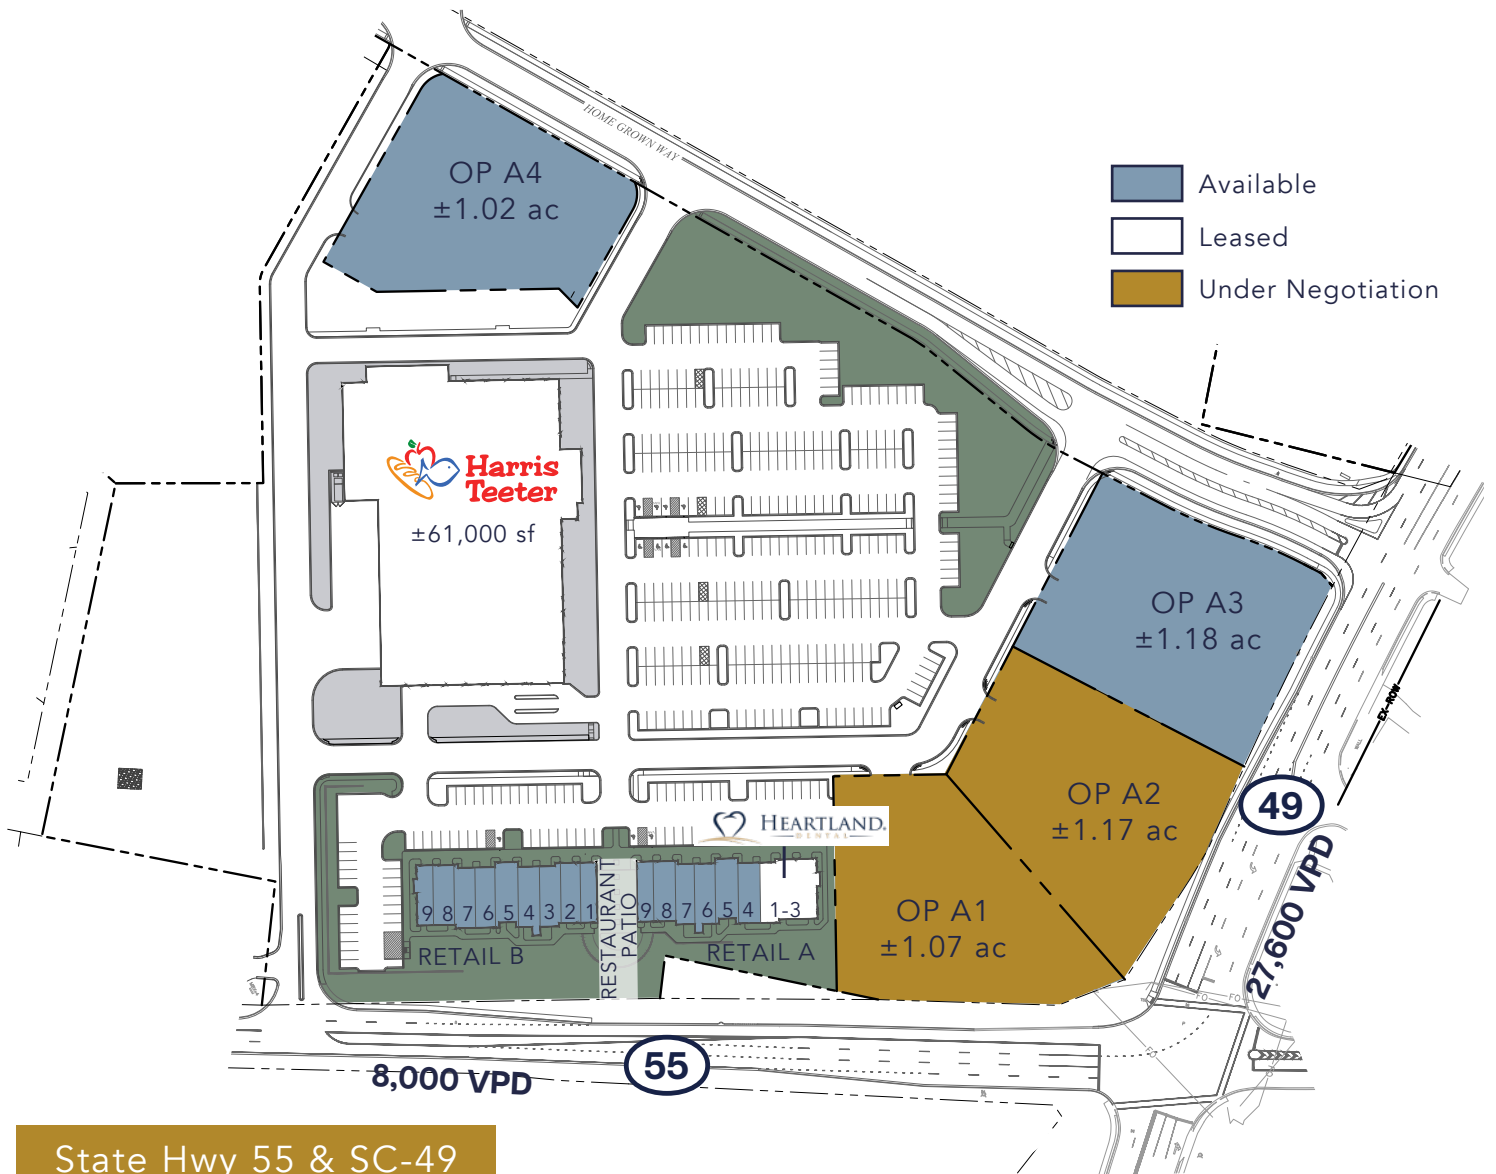 HOME GROWN WAY
OP A4
±1.02 ac
Available
Leased
Under Negotiation
Harris
Teeter
±61,000 sf
OP A3
±1.18 ac
EX-ROW
OP A2
±1.17 ac
49
27,600 VPD
HEARTLAND.
DENTAL
OP A1
±1.07 ac
9 8 7 6 5 4 3 2 1
RESTAURANT
PATIO
9 8 7 6 5 4 1-3
RETAIL B
RETAIL A
FO
FO
FO
55
8,000 VPD
State Hwy 55 & SC-49